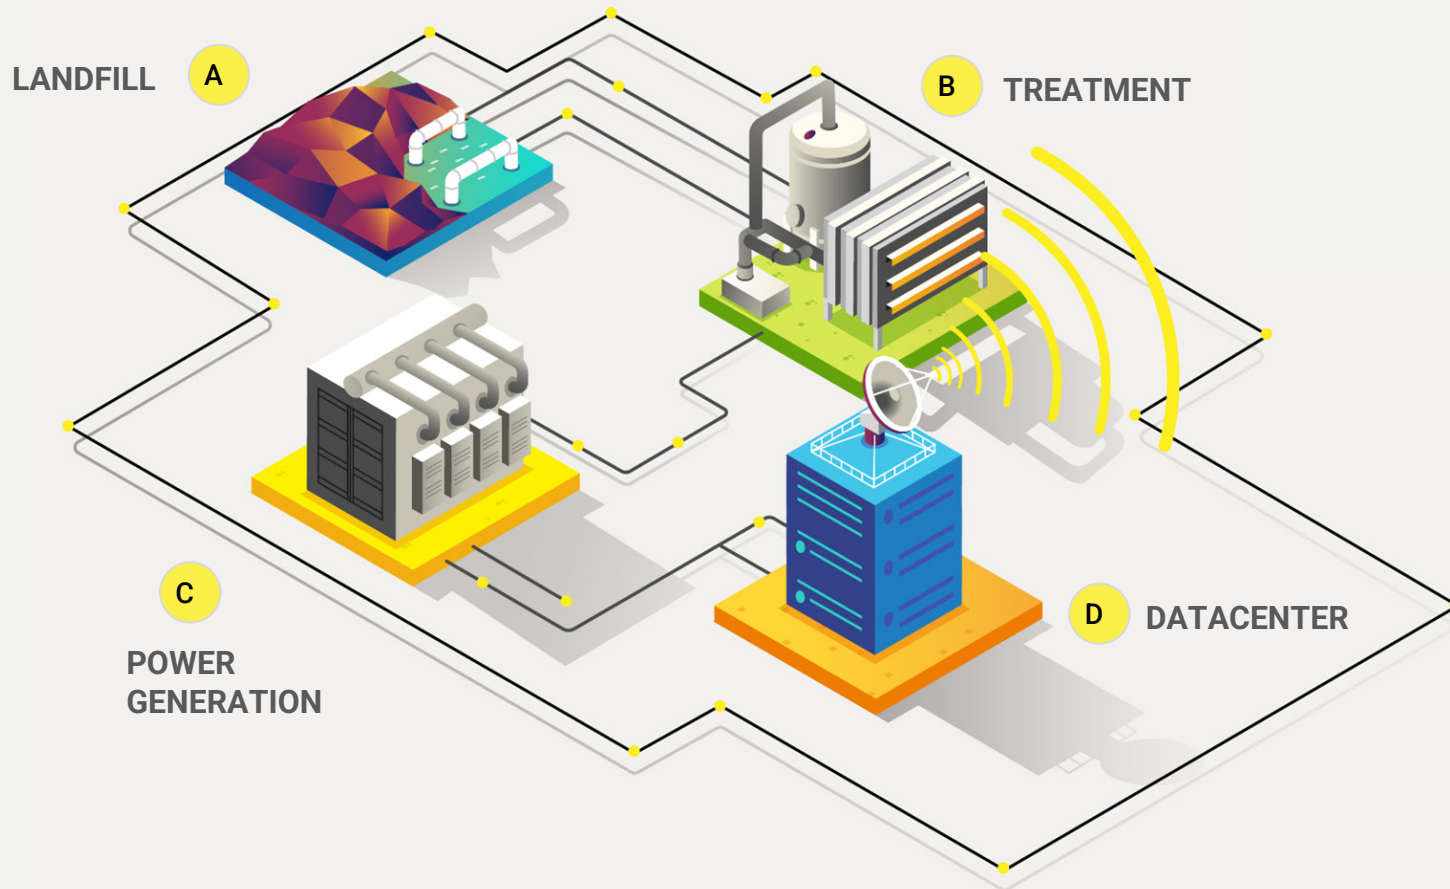 LANDFILL A
B TREATMENT
C
POWER
GENERATION
D DATACENTER